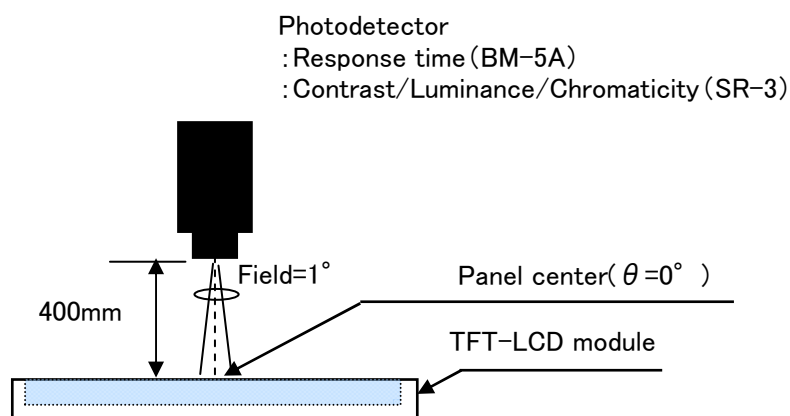 Photodetector
:Response time(BM-5A)
:Contrast/Luminance/Chromaticity(SR-3)
Field=1°
Panel center(θ=0° )
400mm
TFT-LCD module